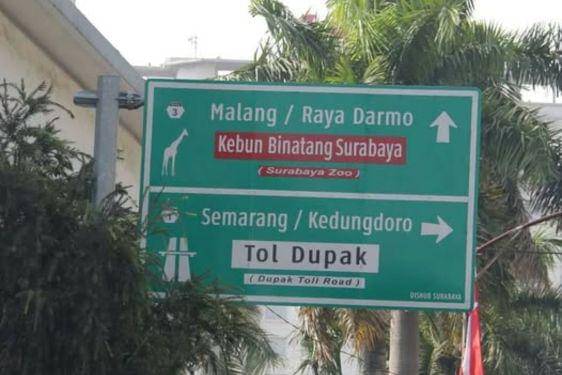 3
Malang / Raya Darmo
Kebun Binatang Surabaya
( Surabaya Zoo )
Semarang / Kedungdoro
Tol Dupak
( Dupak Toll Road )
DISHUB SURABAYA